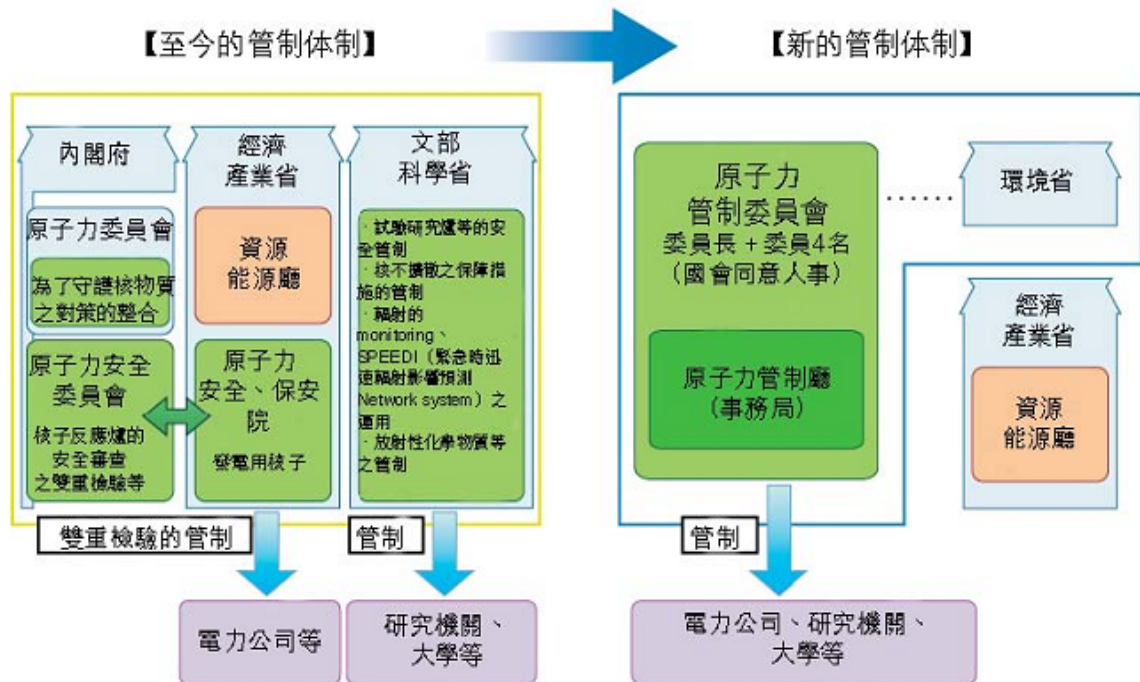 【至今的管制体制】
【新的管制体制】
內閣府
原子力委員會
為了守護核物質
之對策的整合
原子力安全
委員會
核子反應爐的
安全審查
之雙重檢驗等
經濟
產業省
資源
能源廳
原子力
安全、保安
院
發電用核子
文部
科學省
．試驗研究爐等的安
全管制
．核不擴散之保障措
施的管制
．輻射的
monitoring、
SPEEDI（緊急時迅
速輻射影響預測
Network system）之
運用
．放射性化學物質等
之管制
雙重檢驗的管制
管制
電力公司等
研究機關、
大學等
原子力
管制委員會
委員長＋委員4名
（國會同意人事）
原子力管制廳
（事務局）
......
環境省
經濟
產業省
資源
能源廳
管制
電力公司、研究機關、
大學等